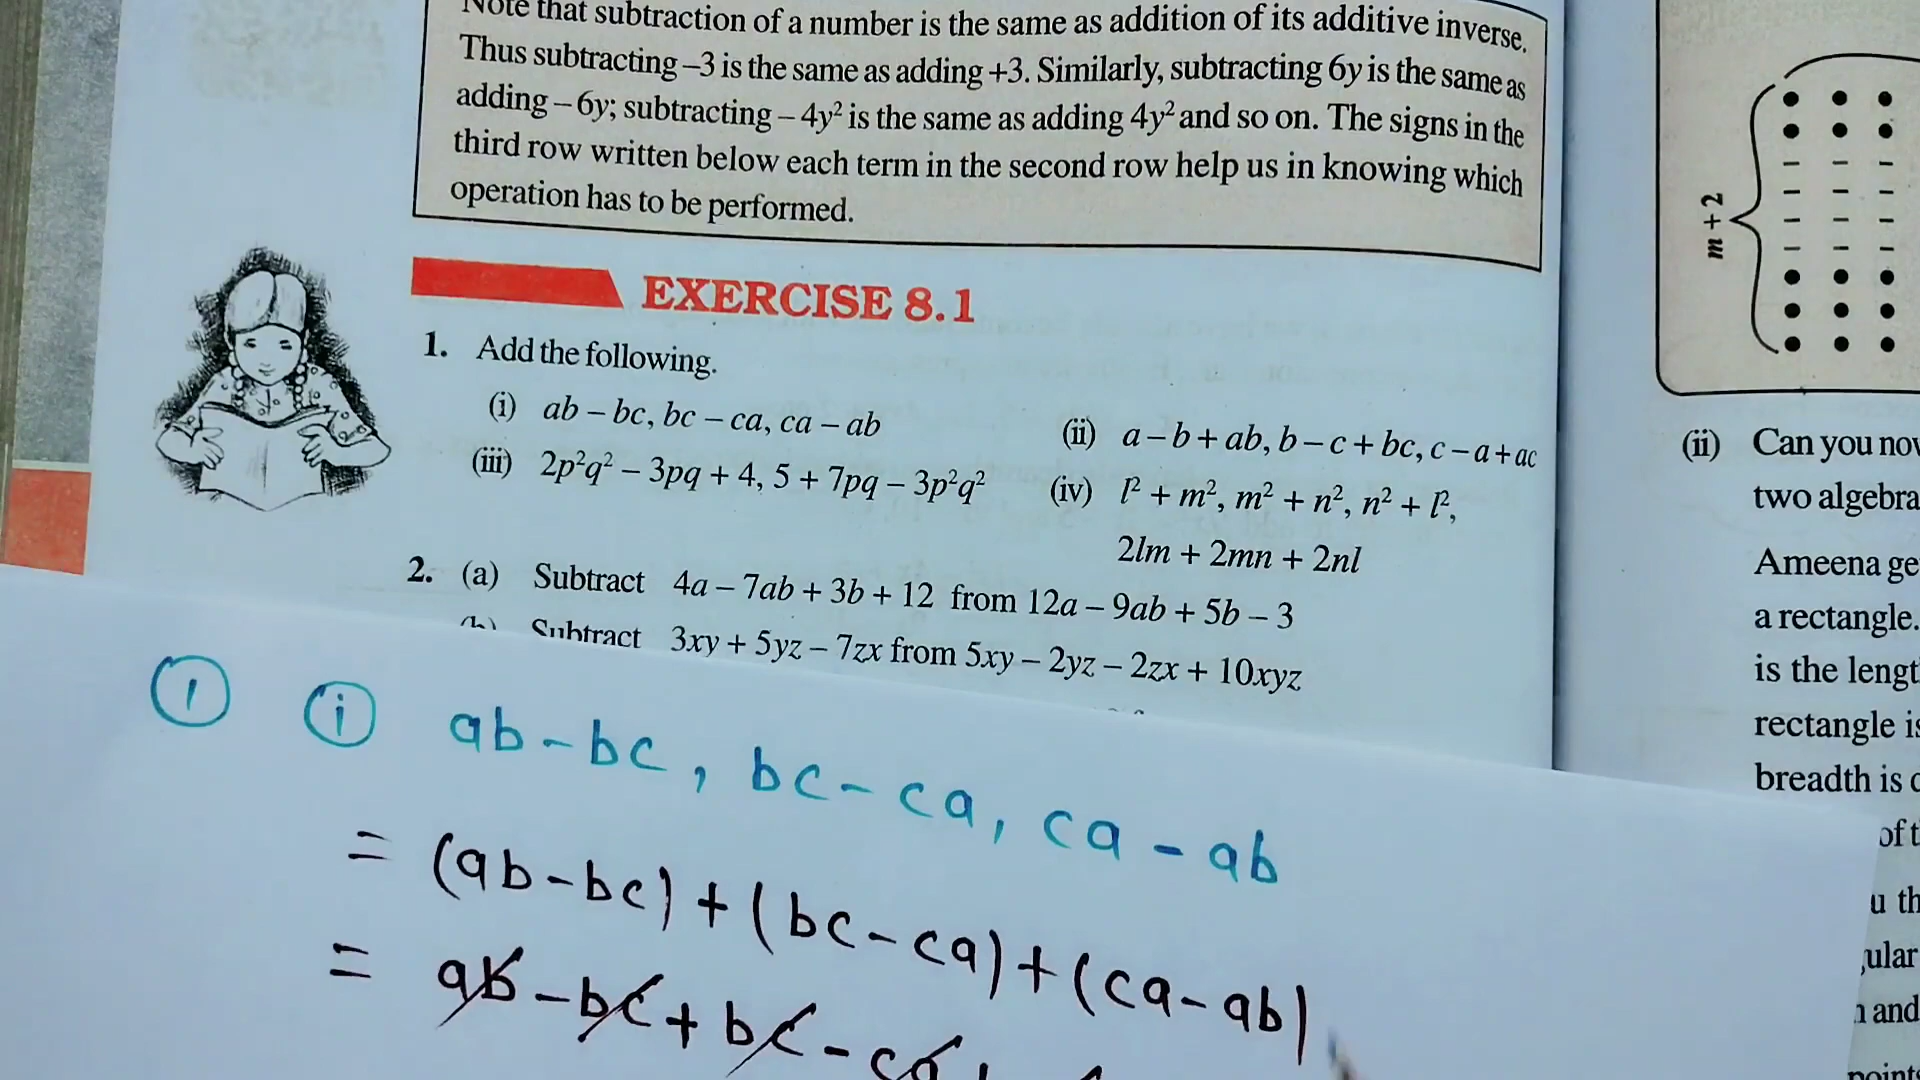 Note that subtraction of a number is the same as addition of its additive inverse.
Thus subtracting –3 is the same as adding +3. Similarly, subtracting 6y is the same as
adding – 6y; subtracting – 4y² is the same as adding 4y² and so on. The signs in the
third row written below each term in the second row help us in knowing which
operation has to be performed.
EXERCISE 8.1
1. Add the following.
(i) ab – bc, bc – ca, ca – ab
(ii) a – b + ab, b – c + bc, c – a + ac
(iii) 2p²q² – 3pq + 4, 5 + 7pq – 3p²q²
(iv) l² + m², m² + n², n² + l²,
2lm + 2mn + 2nl
2. (a) Subtract 4a – 7ab + 3b + 12 from 12a – 9ab + 5b – 3
(b) Subtract 3xy + 5yz – 7zx from 5xy – 2yz – 2zx + 10xyz
1 i ab - bc, bc - ca, ca - ab
= (ab - bc) + (bc - ca) + (ca - ab)
= ab - bc + bc - ca
m + 2
(ii) Can you
two
Ameena
a rectangle.
is the
rectangle
breadth is
and